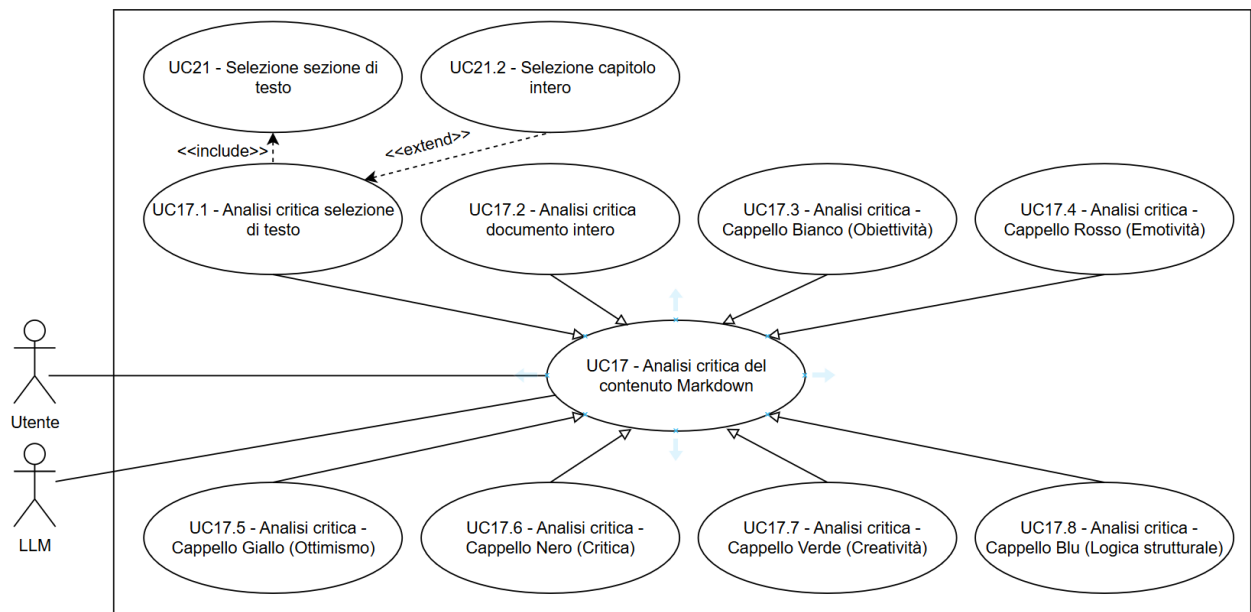 UC21 - Selezione sezione di
testo
UC21.2 - Selezione capitolo
intero
<<include>>
<<extend>>
UC17.1 - Analisi critica selezione
di testo
UC17.2 - Analisi critica
documento intero
UC17.3 - Analisi critica -
Cappello Bianco (Obiettività)
UC17.4 - Analisi critica -
Cappello Rosso (Emotività)
UC17 - Analisi critica del
contenuto Markdown
Utente
LLM
UC17.5 - Analisi critica -
Cappello Giallo (Ottimismo)
UC17.6 - Analisi critica -
Cappello Nero (Critica)
UC17.7 - Analisi critica -
Cappello Verde (Creatività)
UC17.8 - Analisi critica -
Cappello Blu (Logica strutturale)